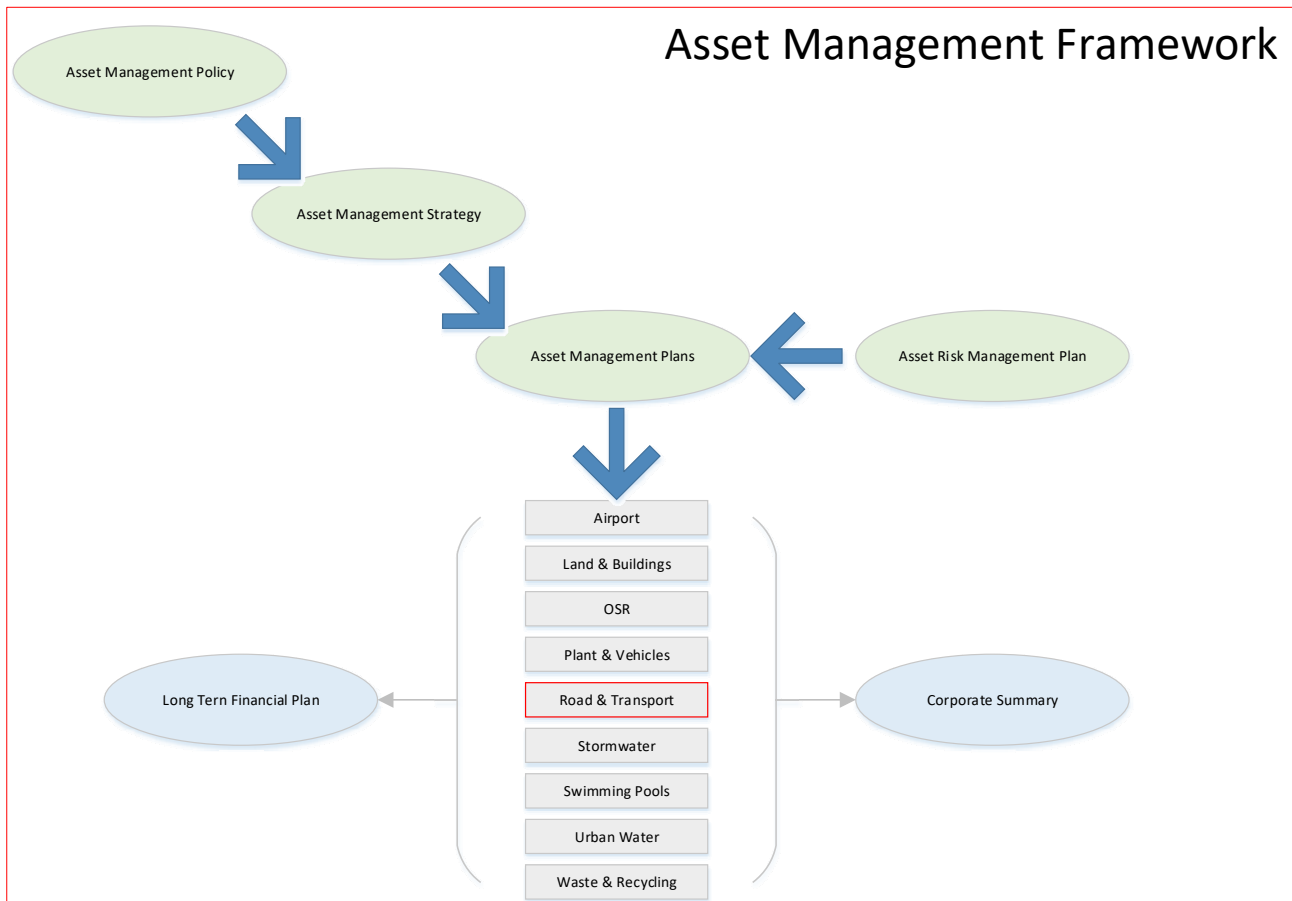 Asset Management Framework
Asset Management Policy
Asset Management Strategy
Asset Management Plans
Asset Risk Management Plan
Airport
Land & Buildings
OSR
Plant & Vehicles
Road & Transport
Long Tern Financial Plan
Corporate Summary
Stormwater
Swimming Pools
Urban Water
Waste & Recycling